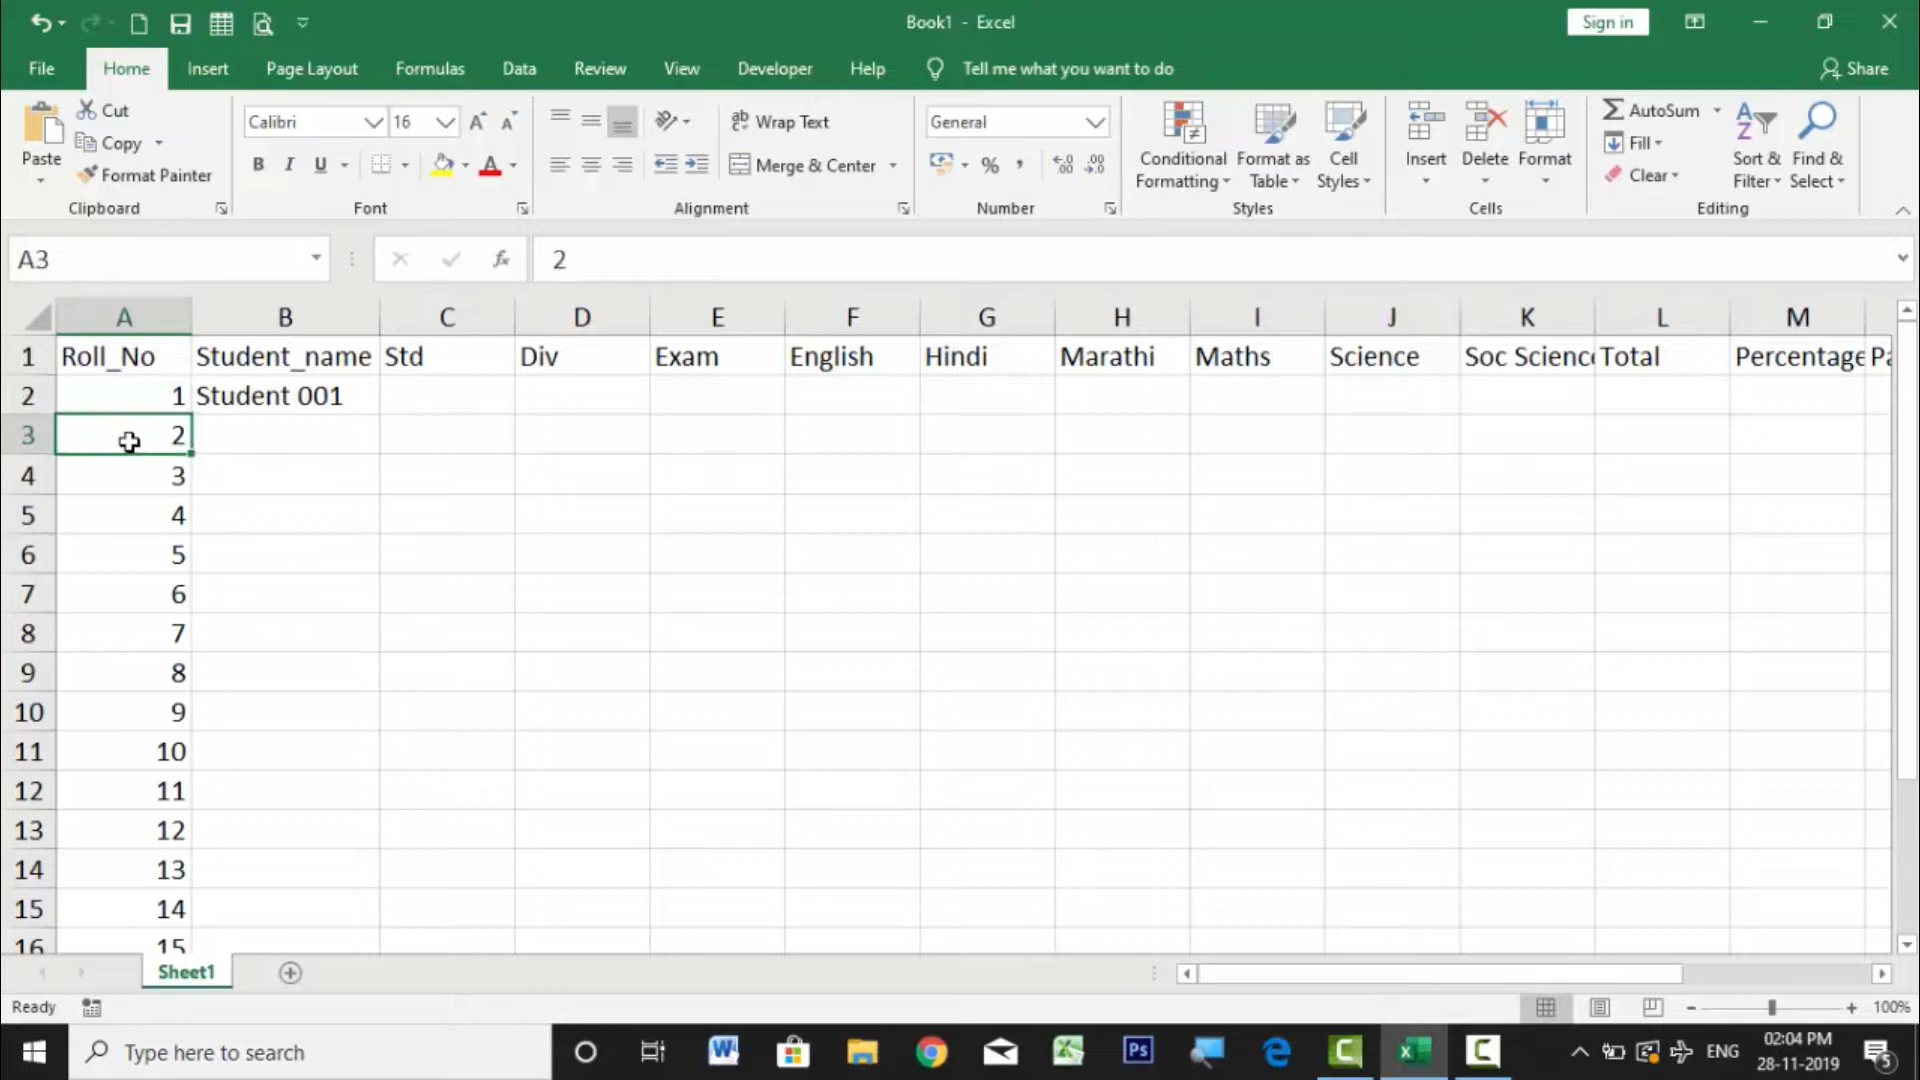 Book1 - Excel
Sign in
File Home Insert Page Layout Formulas Data Review View Developer Help Tell me what you want to do Share
Paste
Cut
Copy
Format Painter
Clipboard
Calibri 16
B I U A
Font
ab Wrap Text
Merge & Center
Alignment
General
%
Number
Conditional Formatting
Format as Table
Cell Styles
Styles
Insert Delete Format
Cells
AutoSum
Fill
Clear
Sort & Filter
Find & Select
Editing
A3 fx 2
A B C D E F G H I J K L M
1 Roll_No Student_name Std Div Exam English Hindi Marathi Maths Science Soc Science Total Percentage Pa
2 1 Student 001
3 2
4 3
5 4
6 5
7 6
8 7
9 8
10 9
11 10
12 11
13 12
14 13
15 14
16 15
Sheet1
Ready 100%
Type here to search
ENG 02:04 PM
28-11-2019
5